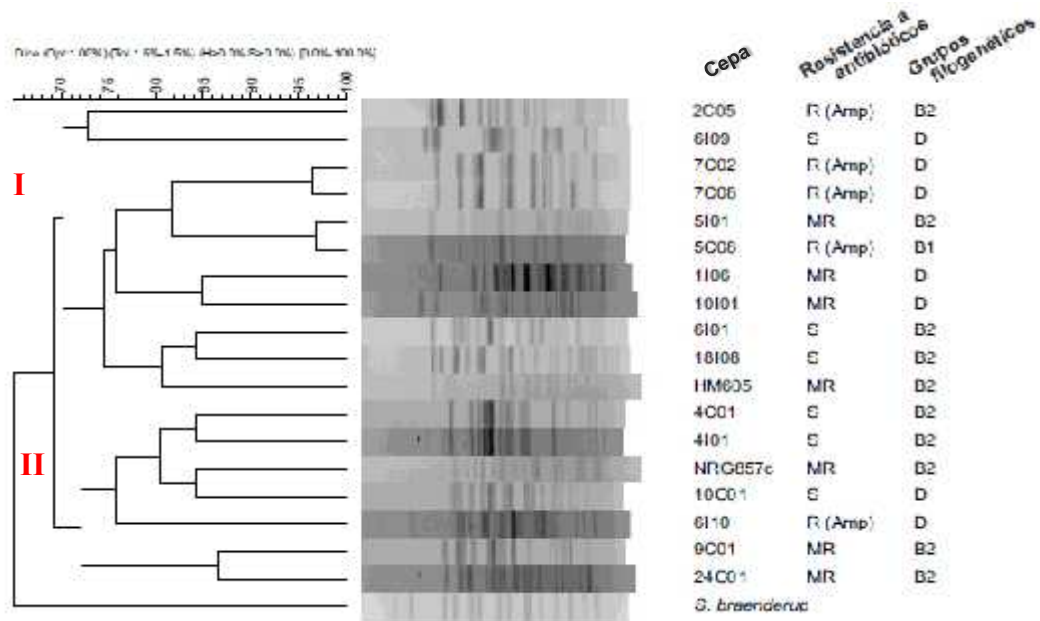 70 75 80 85 90 95 100
Cepa Resistencia a antibióticos Grupos filogenéticos
2C05 R (Amp) B2
6I09 S D
I
7C02 R (Amp) D
7C06 R (Amp) D
5I01 MR B2
5C06 R (Amp) B1
1I06 MR D
10I01 MR D
6I01 S B2
18I08 S B2
HM605 MR B2
4C01 S B2
4I01 S B2
II
NRG857c MR B2
10C01 S D
6I10 R (Amp) D
9C01 MR B2
24C01 MR B2
S. braenderup